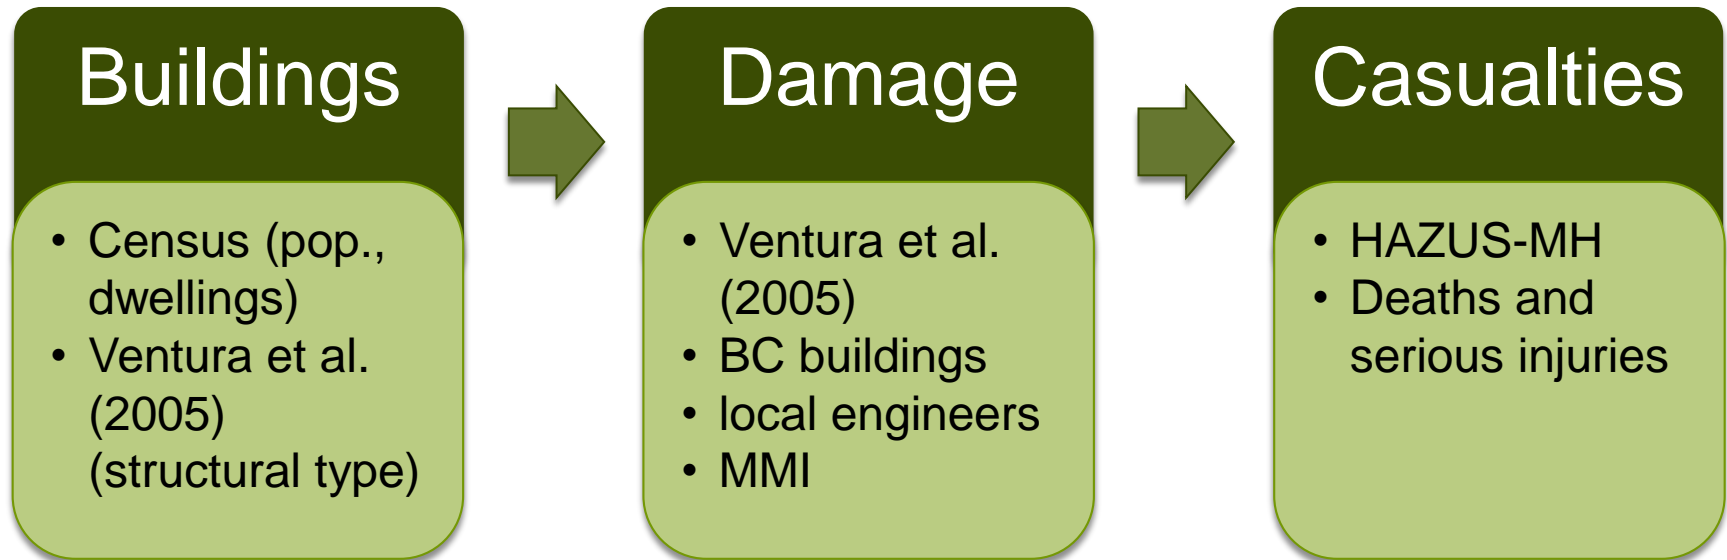 Buildings
• Census (pop.,
dwellings)
• Ventura et al.
(2005)
(structural type)
Damage
• Ventura et al.
(2005)
• BC buildings
• local engineers
• MMI
Casualties
• HAZUS-MH
• Deaths and
serious injuries